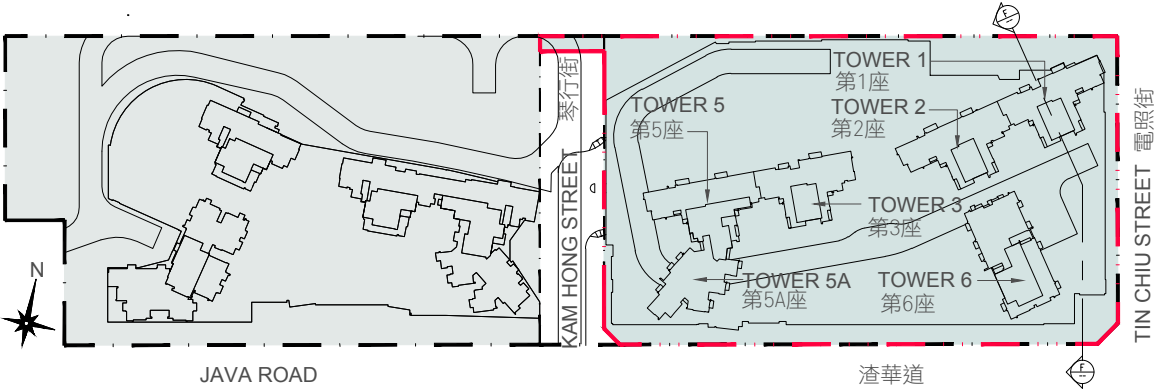 F
TOWER 1
第1座
TOWER 5
第5座
TOWER 2
第2座
KAM HONG STREET 琴行街
TIN CHIU STREET 電照街
TOWER 3
第3座
N
TOWER 5A
第5A座
TOWER 6
第6座
F
JAVA ROAD
渣華道